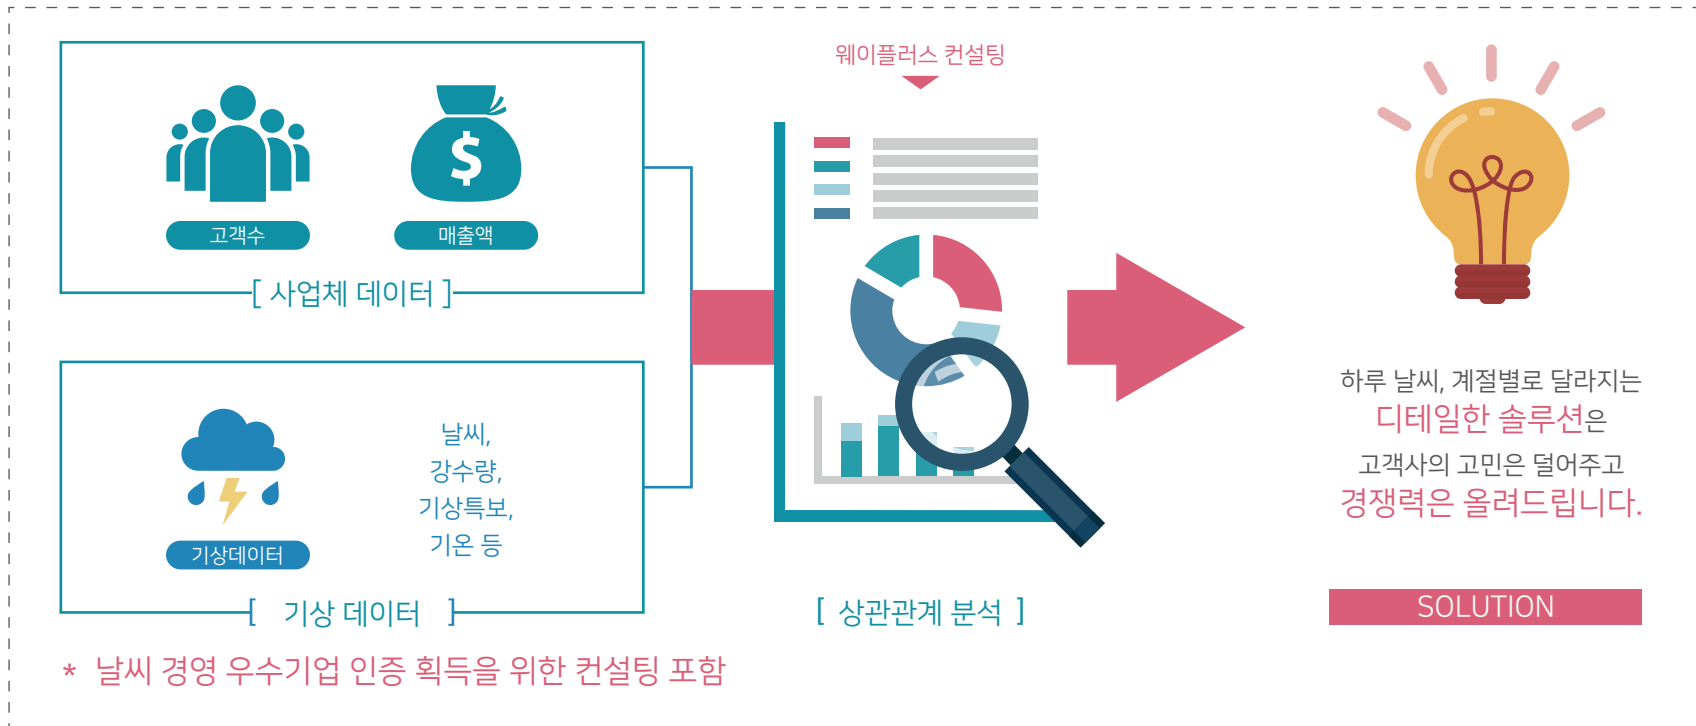 고객수
$
매출액
[ 사업체 데이터 ]
기상데이터
날씨,
강수량,
기상특보,
기온 등
[ 기상 데이터 ]
웨이플러스 컨설팅
[ 상관관계 분석 ]
하루 날씨, 계절별로 달라지는
디테일한 솔루션은
고객사의 고민은 덜어주고
경쟁력은 올려드립니다.
SOLUTION
* 날씨 경영 우수기업 인증 획득을 위한 컨설팅 포함